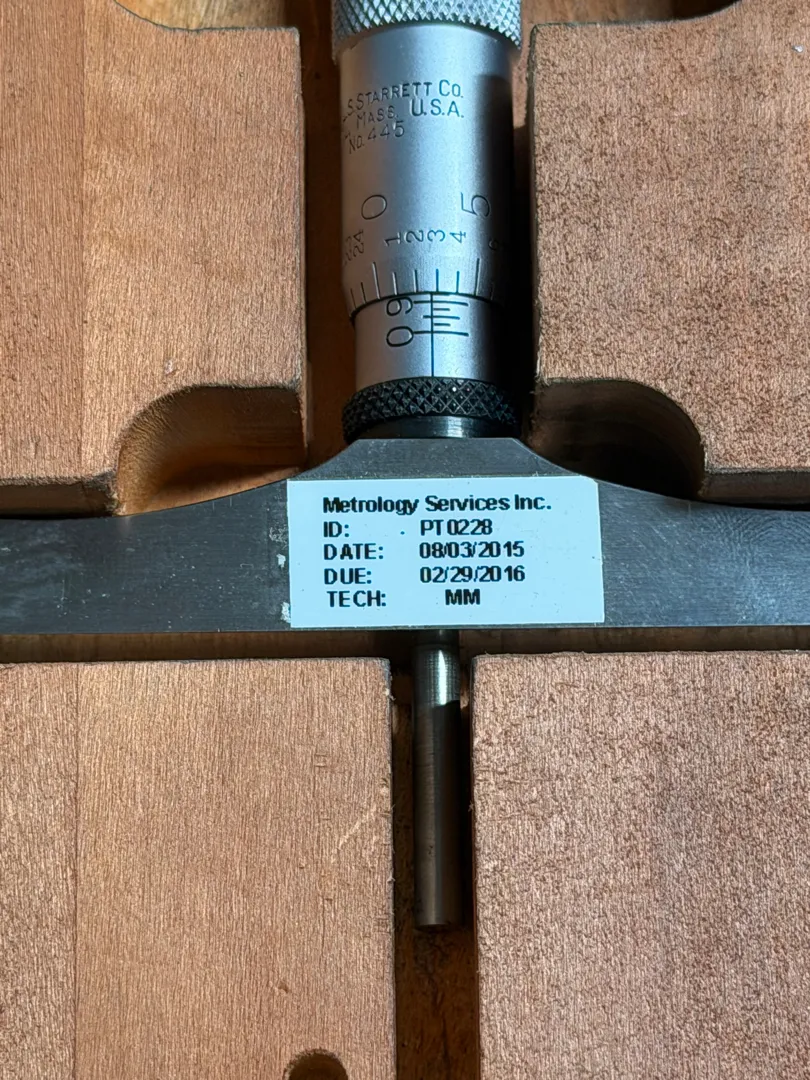 L.S. STARRETT CO.
MASS. U.S.A.
NO. 445
0 5
24 1 2 3 4
9
0
Metrology Services Inc.
ID: PT0228
DATE: 08/03/2015
DUE: 02/29/2016
TECH: MM